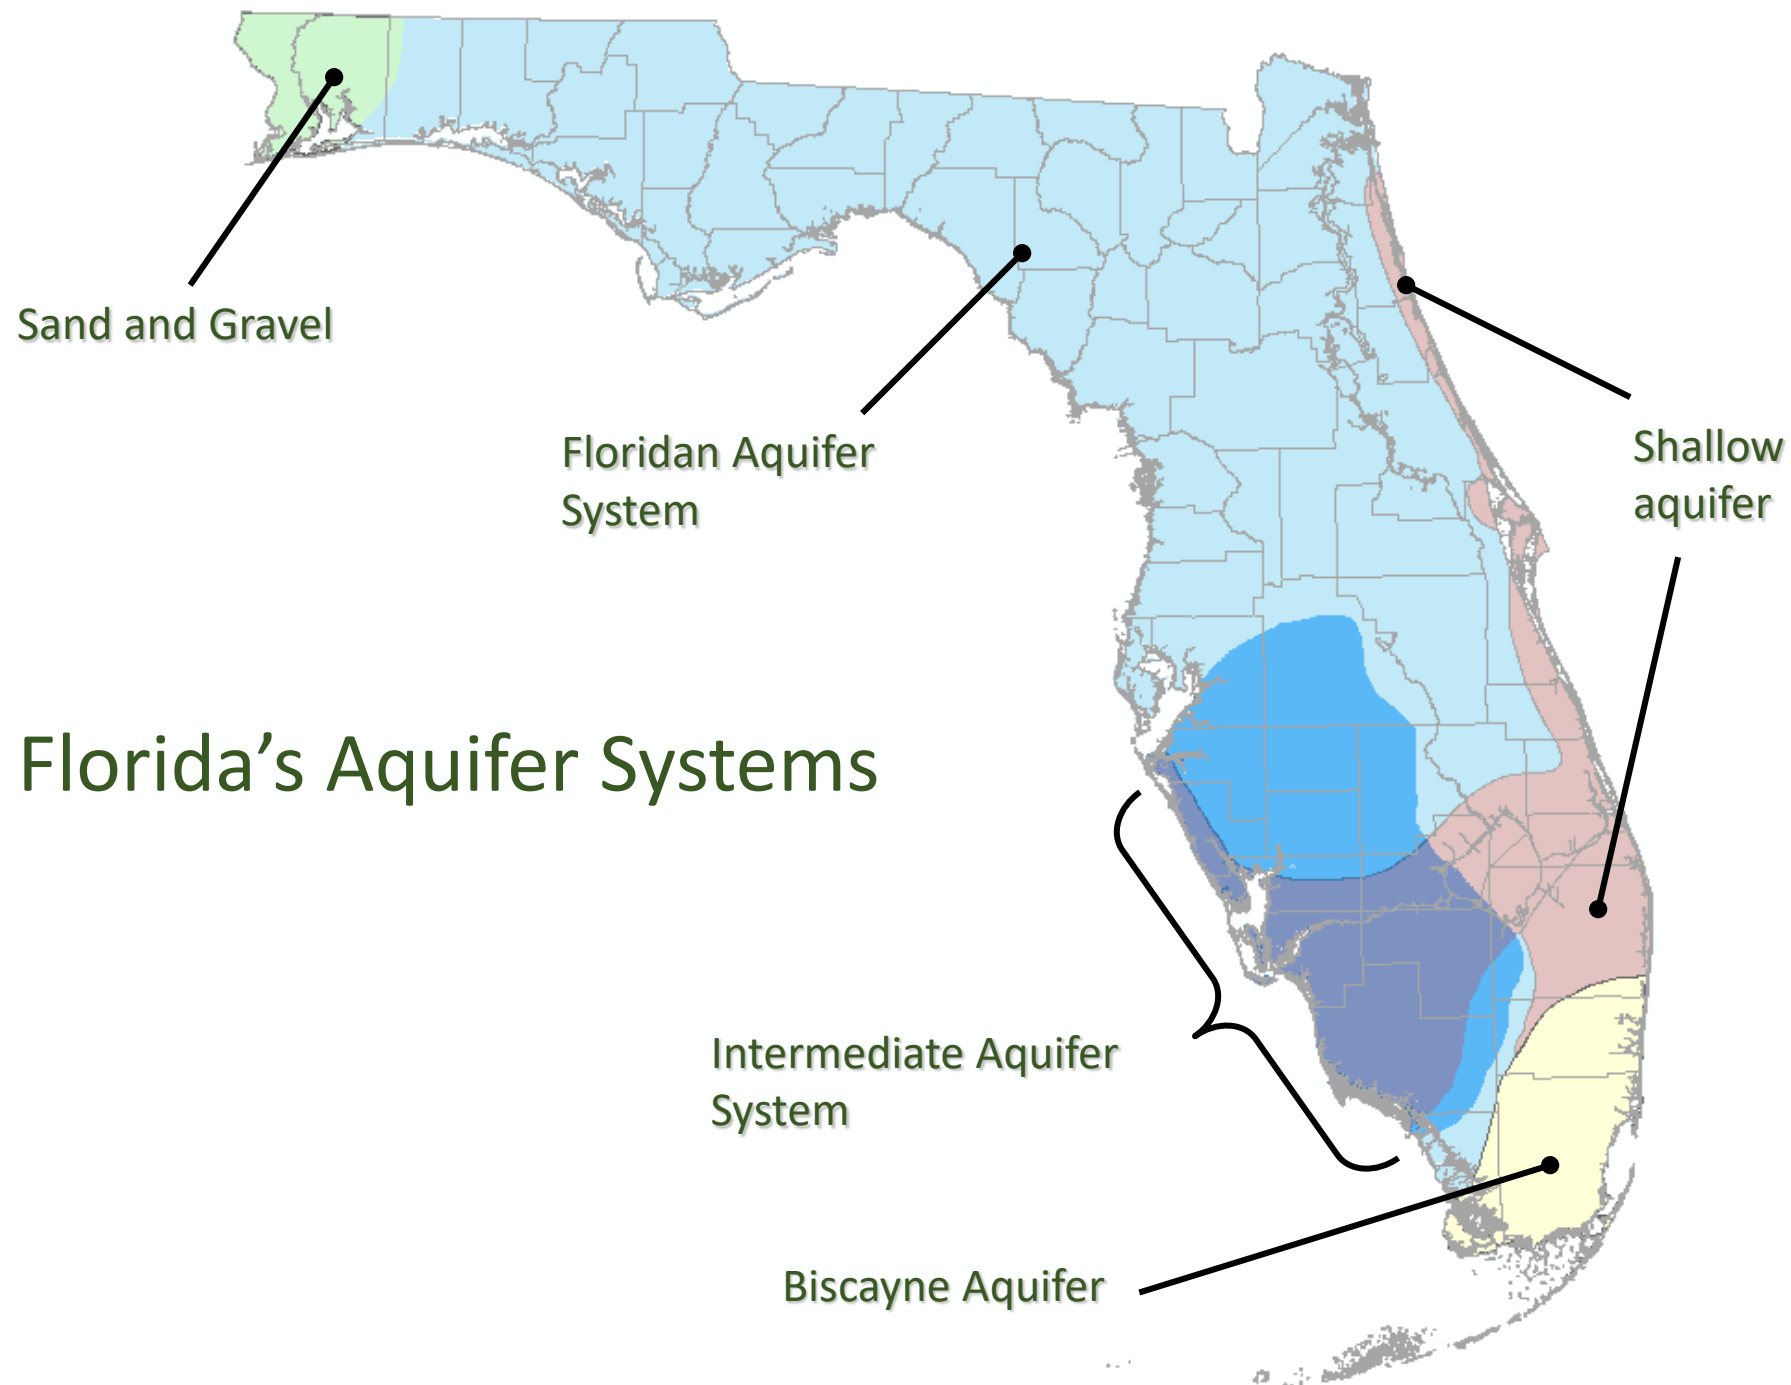 Sand and Gravel
Floridan Aquifer
System
Shallow
aquifer
Florida’s Aquifer Systems
Intermediate Aquifer
System
Biscayne Aquifer